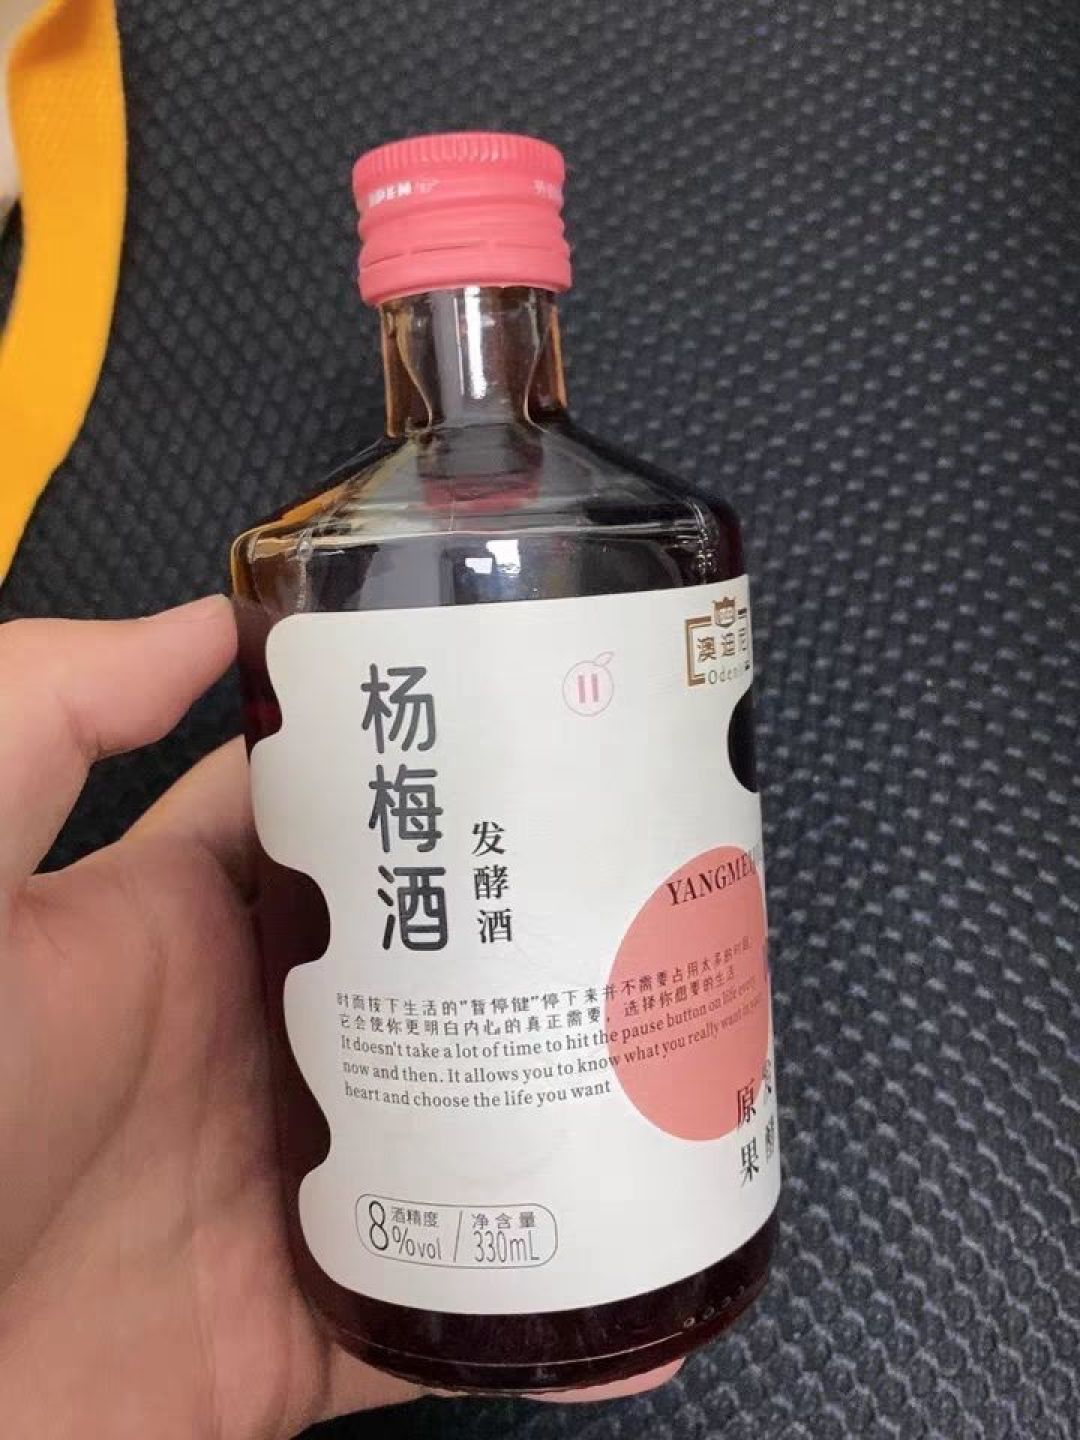 澳迪尼
杨梅酒
发酵酒
时而按下生活的"暂停键"停下来并不需要占用太多的时间,
它会使你更明白内心的真正需要,选择你想要的生活
It doesn't take a lot of time to hit the pause button on life every
now and then. It allows you to know what you really want in your
heart and choose the life you want
原果
8%vol 酒精度 / 净含量 330mL